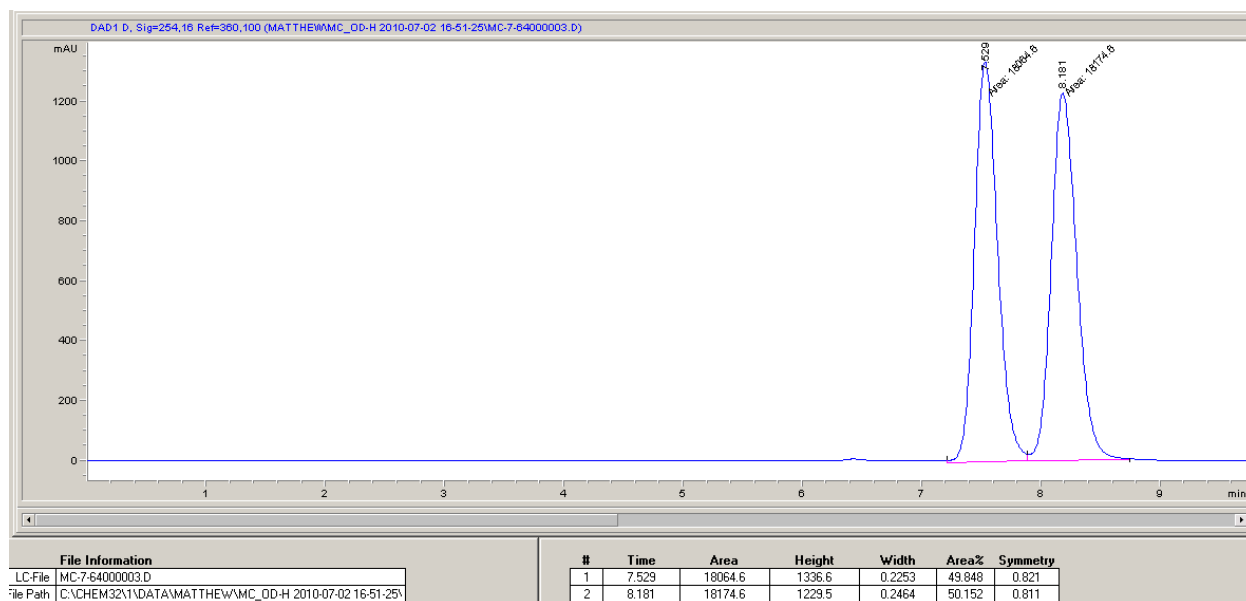 DAD1 D, Sig=254,16 Ref=360,100 (MATTHEW\MC_OD-H 2010-07-02 16-51-25\MC-7-64000003.D)
mAU
7.529
Area: 18064.6
8.181
Area: 18174.6
1200
1000
800
600
400
200
0
1 2 3 4 5 6 7 8 9 min
File Information
LC-File MC-7-64000003.D
File Path C:\CHEM32\1\DATA\MATTHEW\MC_OD-H 2010-07-02 16-51-25\
# Time Area Height Width Area% Symmetry
1 7.529 18064.6 1336.6 0.2253 49.848 0.821
2 8.181 18174.6 1229.5 0.2464 50.152 0.811